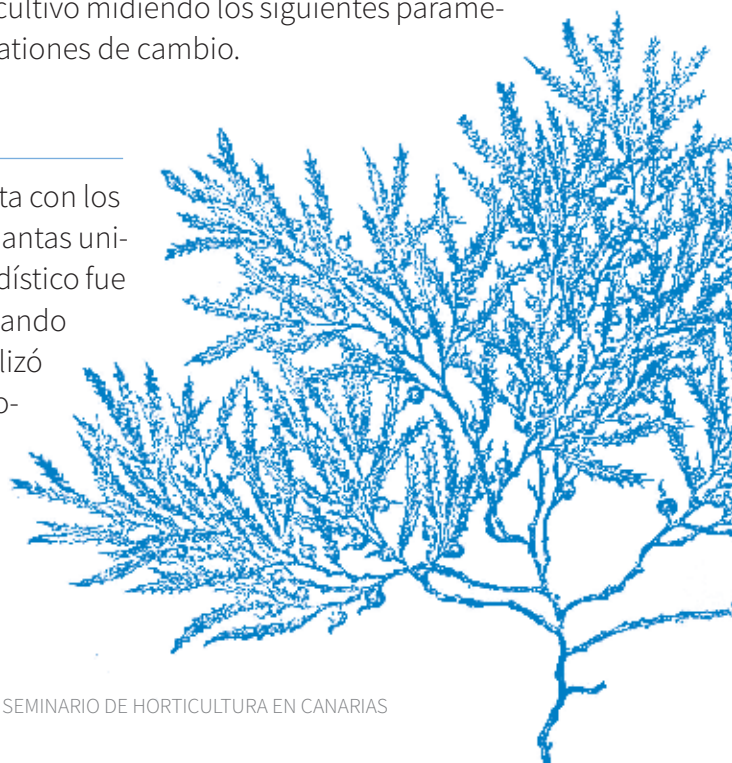 cultivo midiendo los siguientes parame-
ationes de cambio.
ta con los
antas uni-
dístico fue
ando
lizó
o-
SEMINARIO DE HORTICULTURA EN CANARIAS